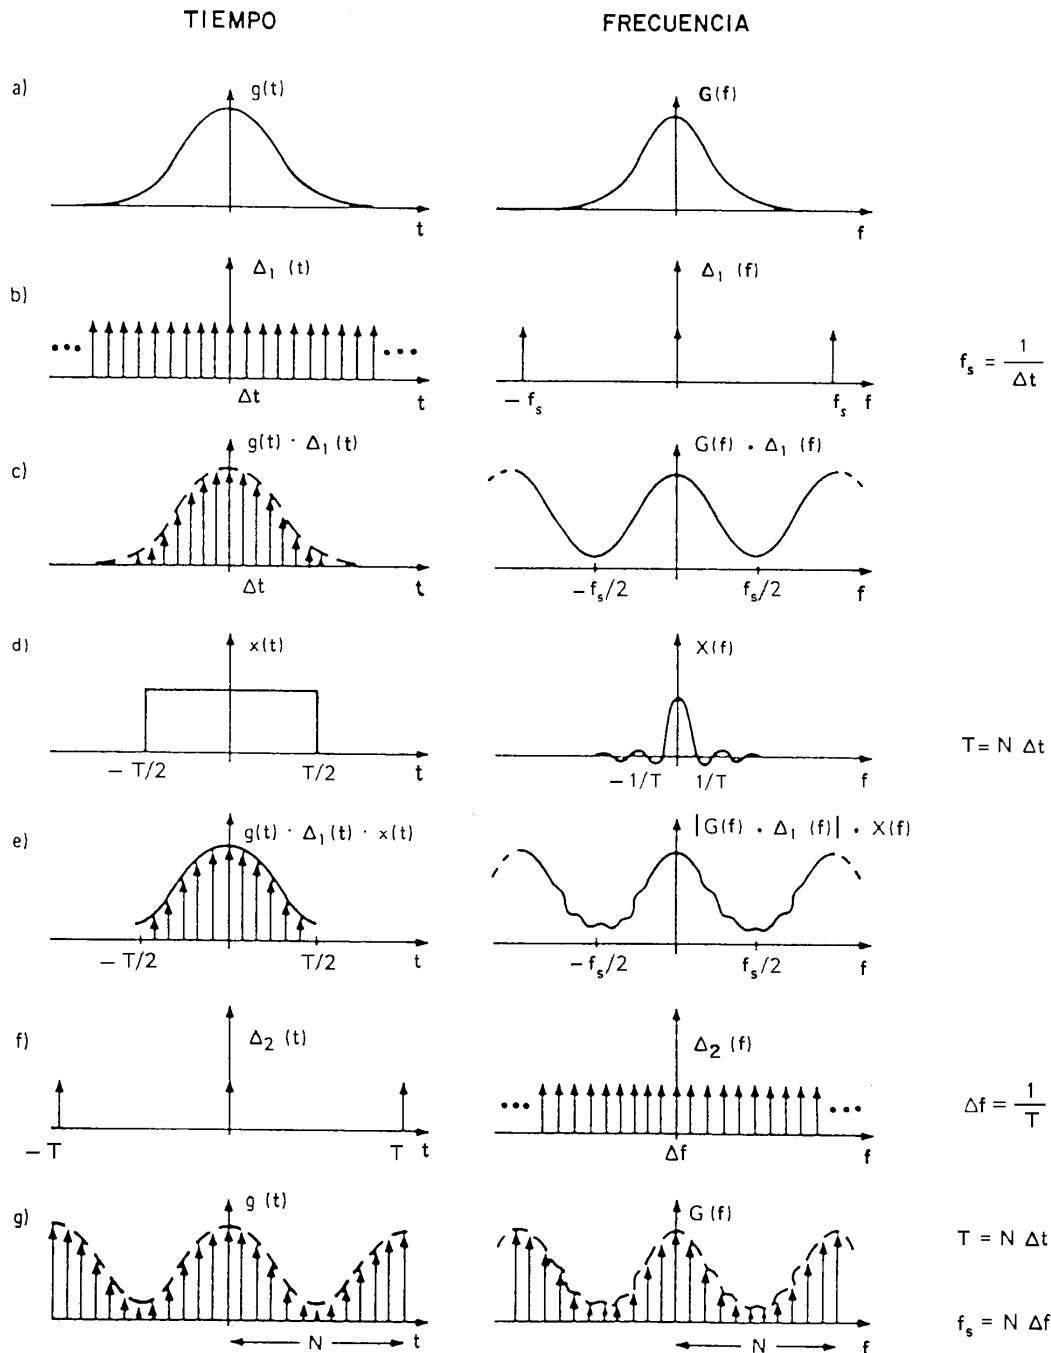 TIEMPO
FRECUENCIA
a)
g(t)
t
G(f)
f
b)
Δ₁ (t)
•••
•••
Δt
t
Δ₁ (f)
– fₛ
fₛ
f
fₛ = 1/Δt
c)
g(t) · Δ₁ (t)
Δt
t
G(f) . Δ₁ (f)
–fₛ/2
fₛ/2
f
d)
x(t)
– T/2
T/2
t
X(f)
– 1/T
1/T
f
T = N Δt
e)
g(t) · Δ₁(t) · x(t)
– T/2
T/2
t
|G(f) . Δ₁ (f)| . X(f)
–fₛ/2
fₛ/2
f
f)
Δ₂ (t)
– T
T
t
Δ₂ (f)
•••
•••
Δf
f
Δf = 1/T
g)
g (t)
N
t
G (f)
N
f
T = N Δt
fₛ = N Δf